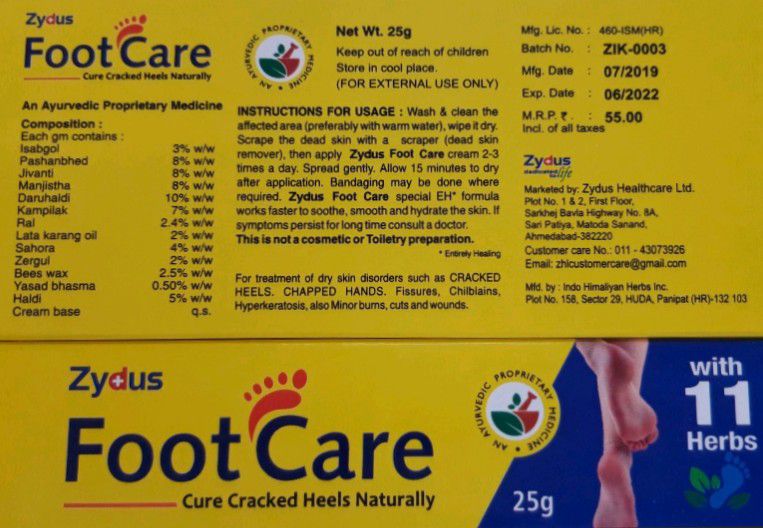 Zydus
Foot Care
Cure Cracked Heels Naturally
An Ayurvedic Proprietary Medicine
Composition :
Each gm contains :
Isabgol 3% w/w
Pashanbhed 8% w/w
Jivanti 8% w/w
Manjistha 8% w/w
Daruhaldi 10% w/w
Kampilak 7% w/w
Ral 2.4% w/w
Lata karang oil 2% w/w
Sahora 4% w/w
Zergul 2% w/w
Bees wax 2.5% w/w
Yasad bhasma 0.50% w/w
Haldi 5% w/w
Cream base q.s.
AN AYURVEDIC PROPRIETARY MEDICINE
Net Wt. 25g
Keep out of reach of children
Store in cool place.
(FOR EXTERNAL USE ONLY)
INSTRUCTIONS FOR USAGE : Wash & clean the
affected area (preferably with warm water), wipe it dry.
Scrape the dead skin with a scraper (dead skin
remover), then apply Zydus Foot Care cream 2-3
times a day. Spread gently. Allow 15 minutes to dry
after application. Bandaging may be done where
required. Zydus Foot Care special EH* formula
works faster to soothe, smooth and hydrate the skin. If
symptoms persist for long time consult a doctor.
This is not a cosmetic or Toiletry preparation.
* Entirely Healing
For treatment of dry skin disorders such as CRACKED
HEELS. CHAPPED HANDS. Fissures, Chilblains,
Hyperkeratosis, also Minor burns, cuts and wounds.
Mfg. Lic. No. : 460-ISM(HR)
Batch No. : ZIK-0003
Mfg. Date : 07/2019
Exp. Date : 06/2022
M.R.P. ₹ : 55.00
Incl. of all taxes
Zydus
dedicated to life
Marketed by: Zydus Healthcare Ltd.
Plot No. 1 & 2, First Floor,
Sarkhej Bavla Highway No. 8A,
Sari Patiya, Matoda Sanand,
Ahmedabad-382220
Customer care No.: 011 - 43073926
Email: zhlcustomercare@gmail.com
Mfd. by : Indo Himaliyan Herbs Inc.
Plot No. 158, Sector 29, HUDA, Panipat (HR)-132 103
Zydus
Foot Care
Cure Cracked Heels Naturally
AN AYURVEDIC PROPRIETARY MEDICINE
25g
with
11
Herbs